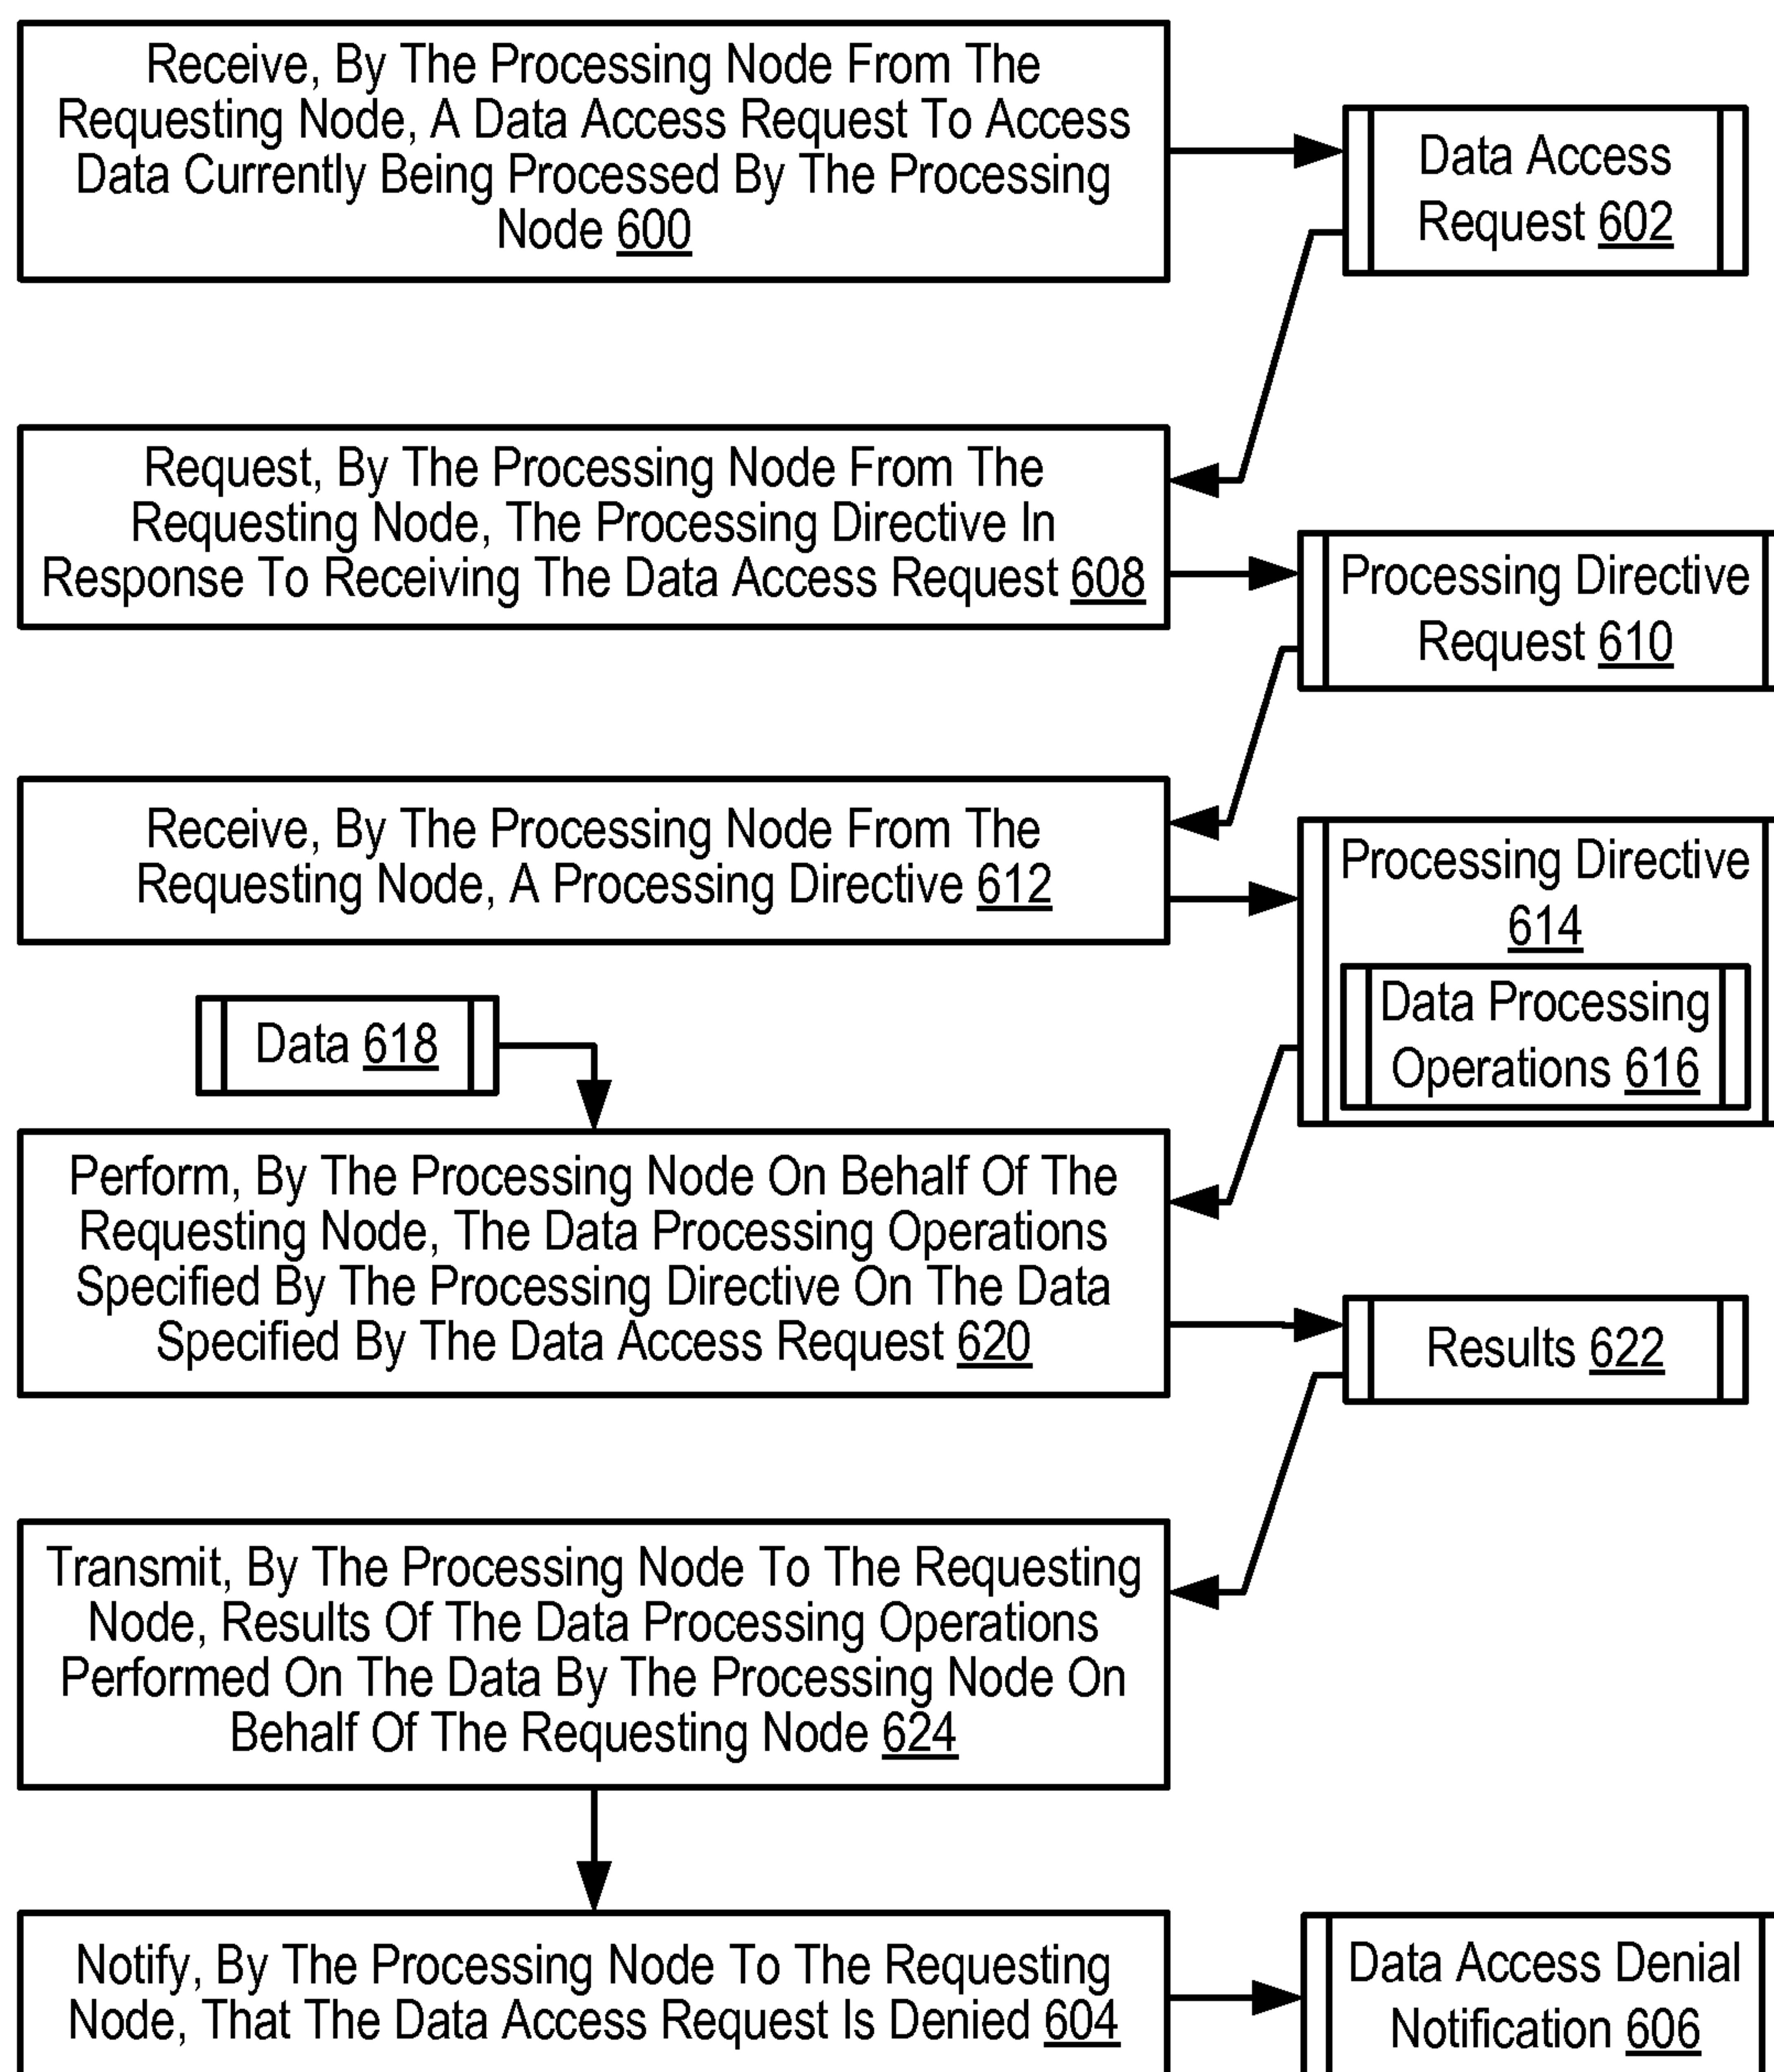 Receive, By The Processing Node From The
Requesting Node, A Data Access Request To Access
Data Currently Being Processed By The Processing
Node 600
Data Access
Request 602
Request, By The Processing Node From The
Requesting Node, The Processing Directive In
Response To Receiving The Data Access Request 608
Processing Directive
Request 610
Receive, By The Processing Node From The
Requesting Node, A Processing Directive 612
Processing Directive
614
Data Processing
Operations 616
Data 618
Perform, By The Processing Node On Behalf Of The
Requesting Node, The Data Processing Operations
Specified By The Processing Directive On The Data
Specified By The Data Access Request 620
Results 622
Transmit, By The Processing Node To The Requesting
Node, Results Of The Data Processing Operations
Performed On The Data By The Processing Node On
Behalf Of The Requesting Node 624
Notify, By The Processing Node To The Requesting
Node, That The Data Access Request Is Denied 604
Data Access Denial
Notification 606